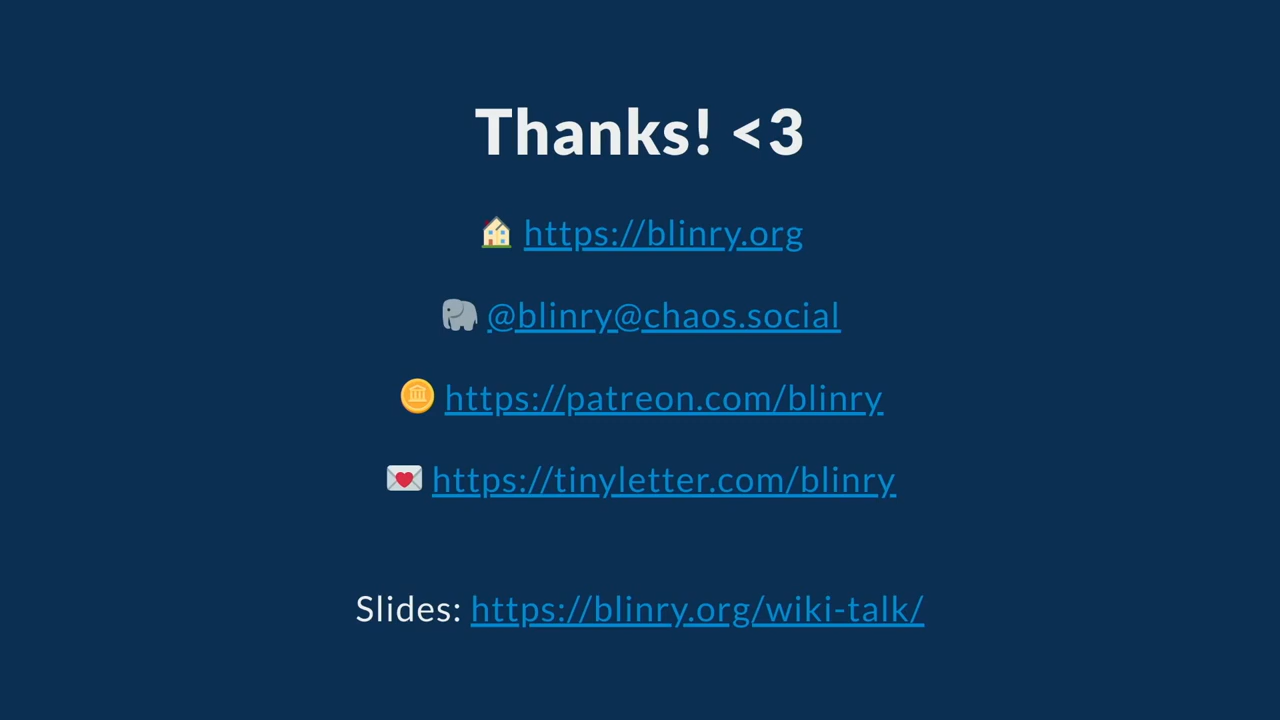 Thanks! <3
https://blinry.org
@blinry@chaos.social
https://patreon.com/blinry
https://tinyletter.com/blinry
Slides: https://blinry.org/wiki-talk/